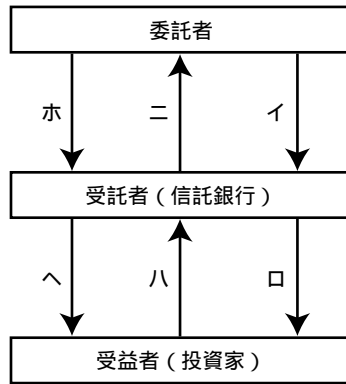 委託者
ホ ニ イ
受託者（信託銀行）
ヘ ハ ロ
受益者（投資家）